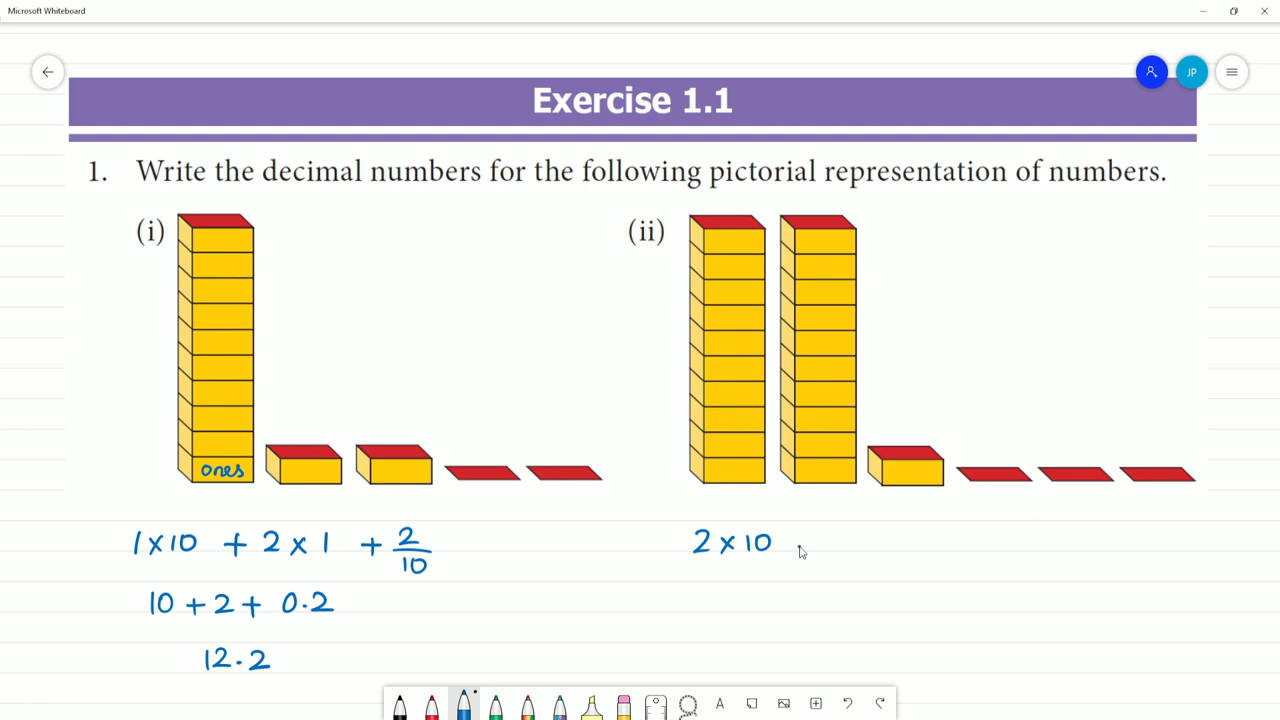 Microsoft Whiteboard
JP
Exercise 1.1
1. Write the decimal numbers for the following pictorial representation of numbers.
(i)
(ii)
ones
1 × 10 + 2 × 1 + 2/10
2 × 10
10 + 2 + 0.2
12.2
A